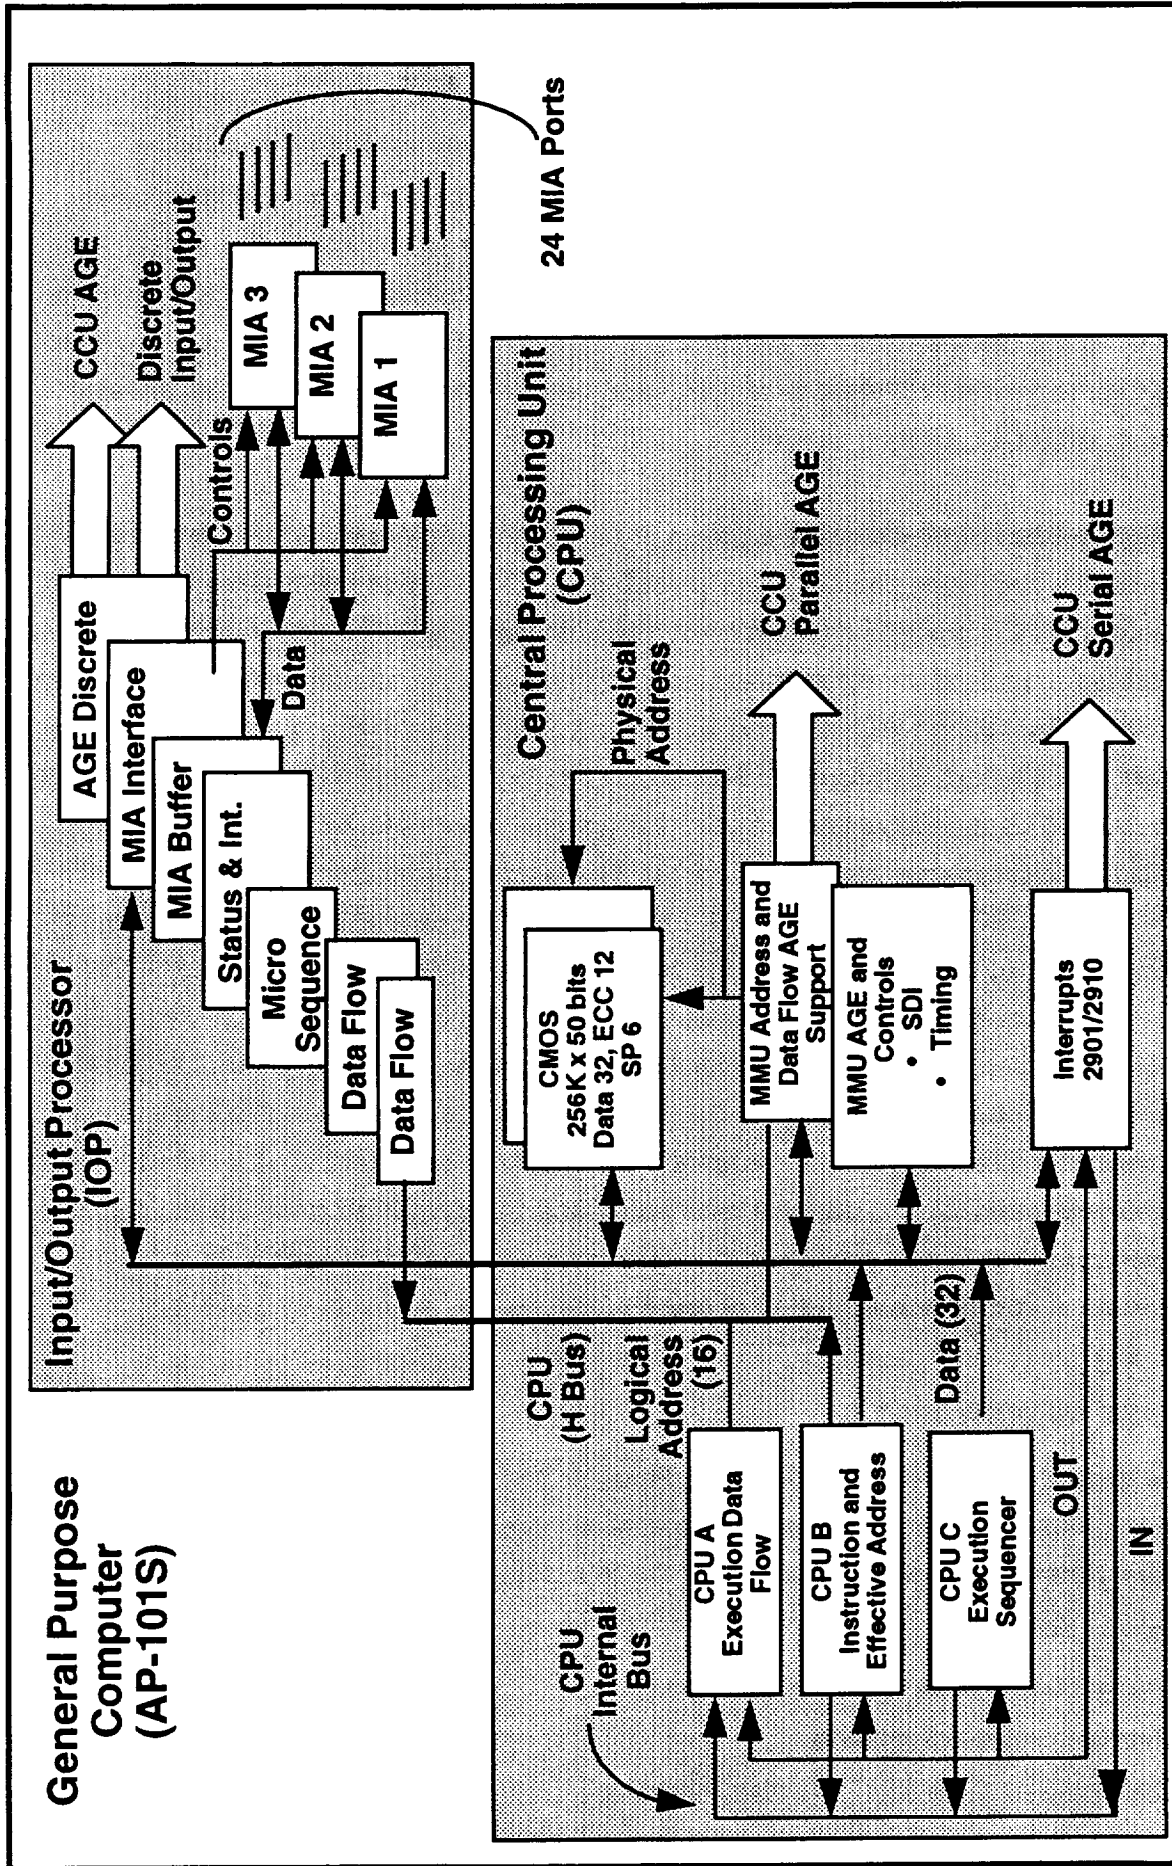 General Purpose
Computer
(AP-101S)
Input/Output Processor
(IOP)
AGE Discrete
MIA Interface
MIA Buffer
Status & Int.
Micro
Sequence
Data Flow
Data Flow
CCU AGE
Discrete
Input/Output
Controls
Data
MIA 3
MIA 2
MIA 1
24 MIA Ports
Central Processing Unit
(CPU)
CPU
(H Bus)
Logical
Address
(16)
Physical
Address
CMOS
256K x 50 bits
Data 32, ECC 12
SP 6
MMU Address and
Data Flow AGE
Support
MMU AGE and
Controls
• SDI
• Timing
CCU
Parallel AGE
Interrupts
2901/2910
CCU
Serial AGE
CPU
Internal
Bus
CPU A
Execution Data
Flow
CPU B
Instruction and
Effective Address
CPU C
Execution
Sequencer
Data (32)
OUT
IN